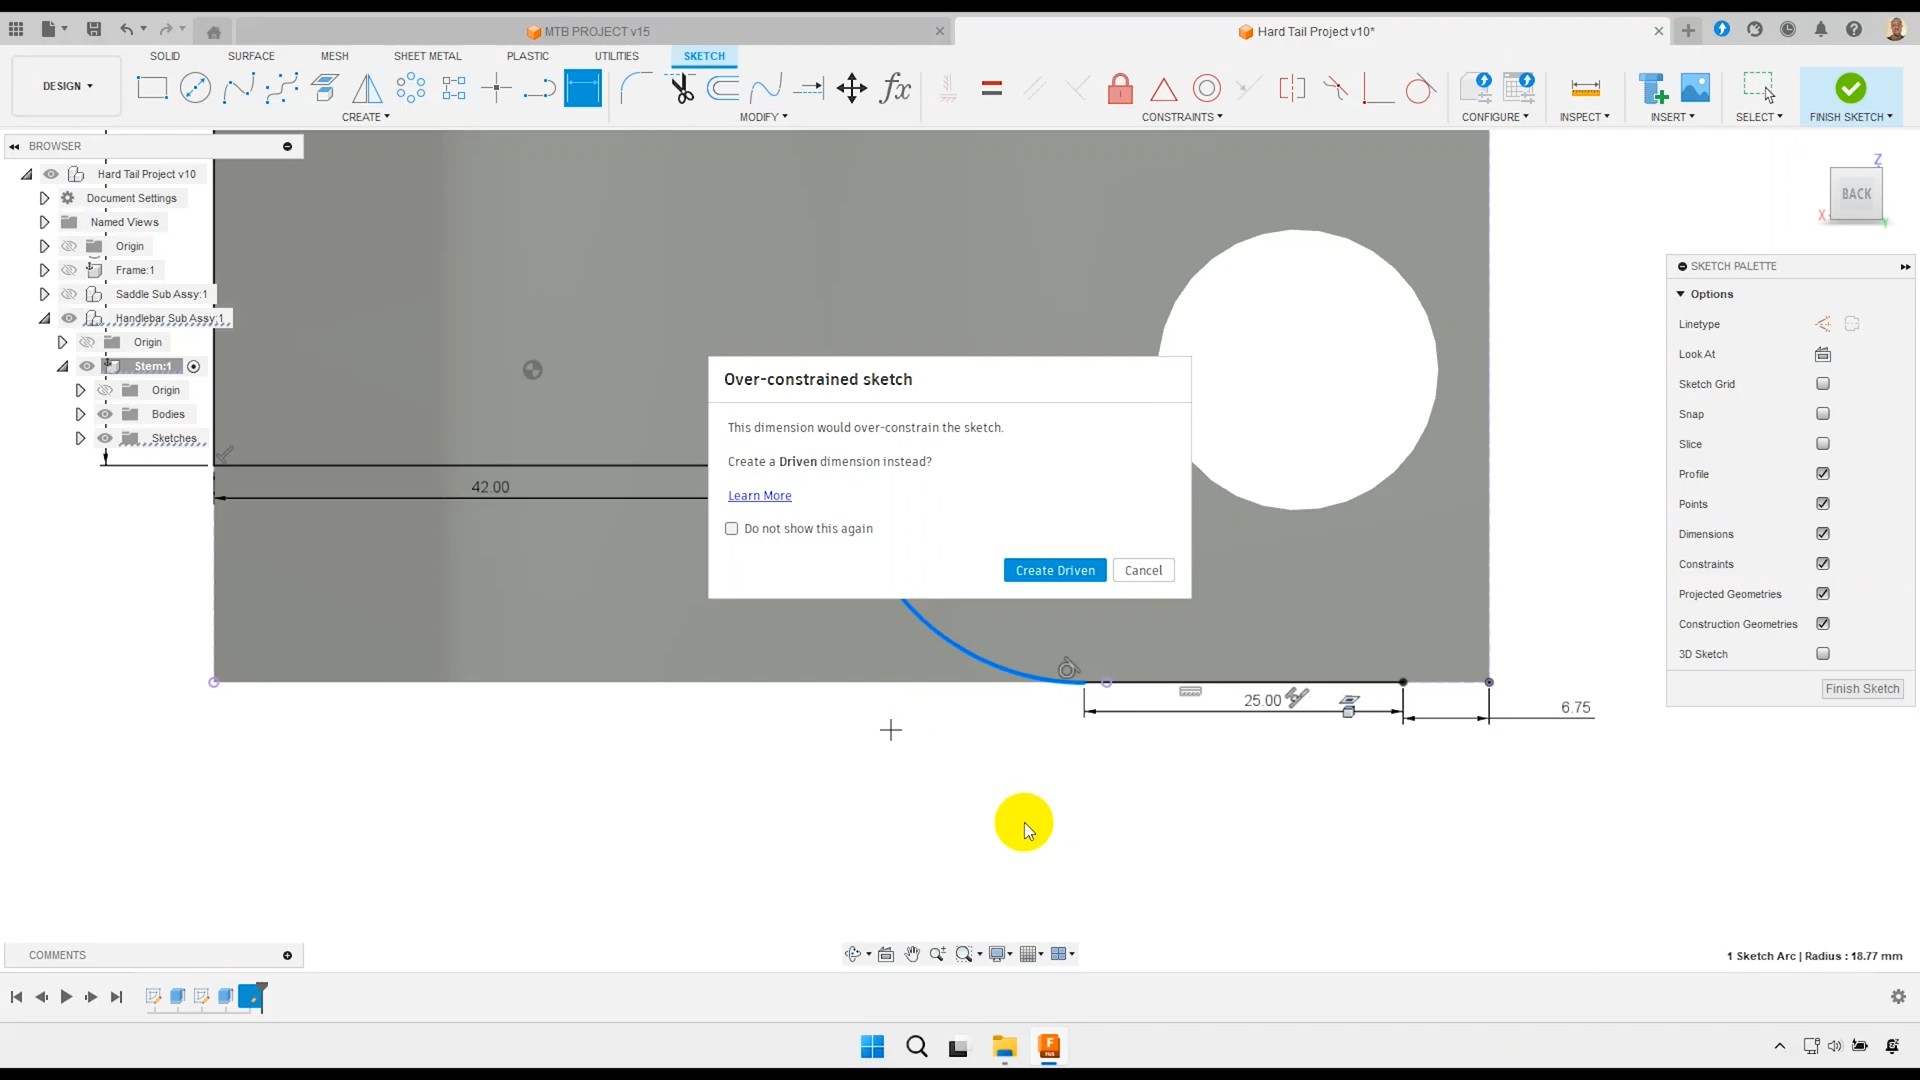 MTB PROJECT v15
Hard Tail Project v10*
DESIGN
SOLID
SURFACE
MESH
SHEET METAL
PLASTIC
UTILITIES
SKETCH
CREATE
MODIFY
CONSTRAINTS
CONFIGURE
INSPECT
INSERT
SELECT
FINISH SKETCH
fx
BROWSER
Hard Tail Project v10
Document Settings
Named Views
Origin
Frame:1
Saddle Sub Assy:1
Handlebar Sub Assy:1
Origin
Stem:1
Origin
Bodies
Sketches
42.00
Over-constrained sketch
This dimension would over-constrain the sketch.
Create a Driven dimension instead?
Learn More
Do not show this again
Create Driven
Cancel
25.00
6.75
Z
BACK
X
Y
SKETCH PALETTE
Options
Linetype
Look At
Sketch Grid
Snap
Slice
Profile
Points
Dimensions
Constraints
Projected Geometries
Construction Geometries
3D Sketch
Finish Sketch
COMMENTS
1 Sketch Arc | Radius : 18.77 mm